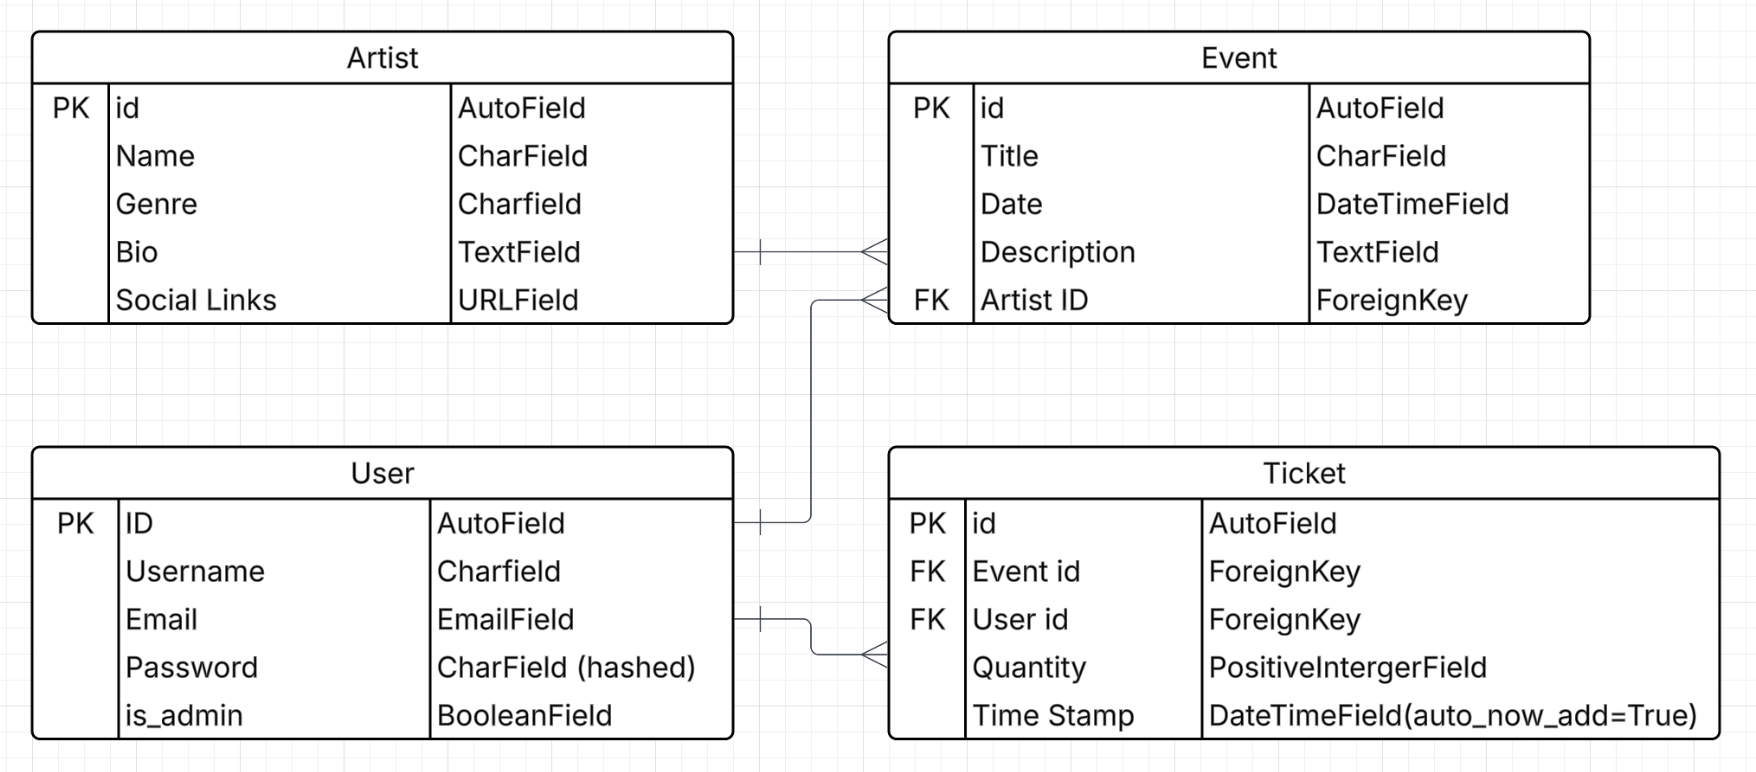 Artist
PK id AutoField
Name CharField
Genre Charfield
Bio TextField
Social Links URLField
Event
PK id AutoField
Title CharField
Date DateTimeField
Description TextField
FK Artist ID ForeignKey
User
PK ID AutoField
Username Charfield
Email EmailField
Password CharField (hashed)
is_admin BooleanField
Ticket
PK id AutoField
FK Event id ForeignKey
FK User id ForeignKey
Quantity PositiveIntergerField
Time Stamp DateTimeField(auto_now_add=True)